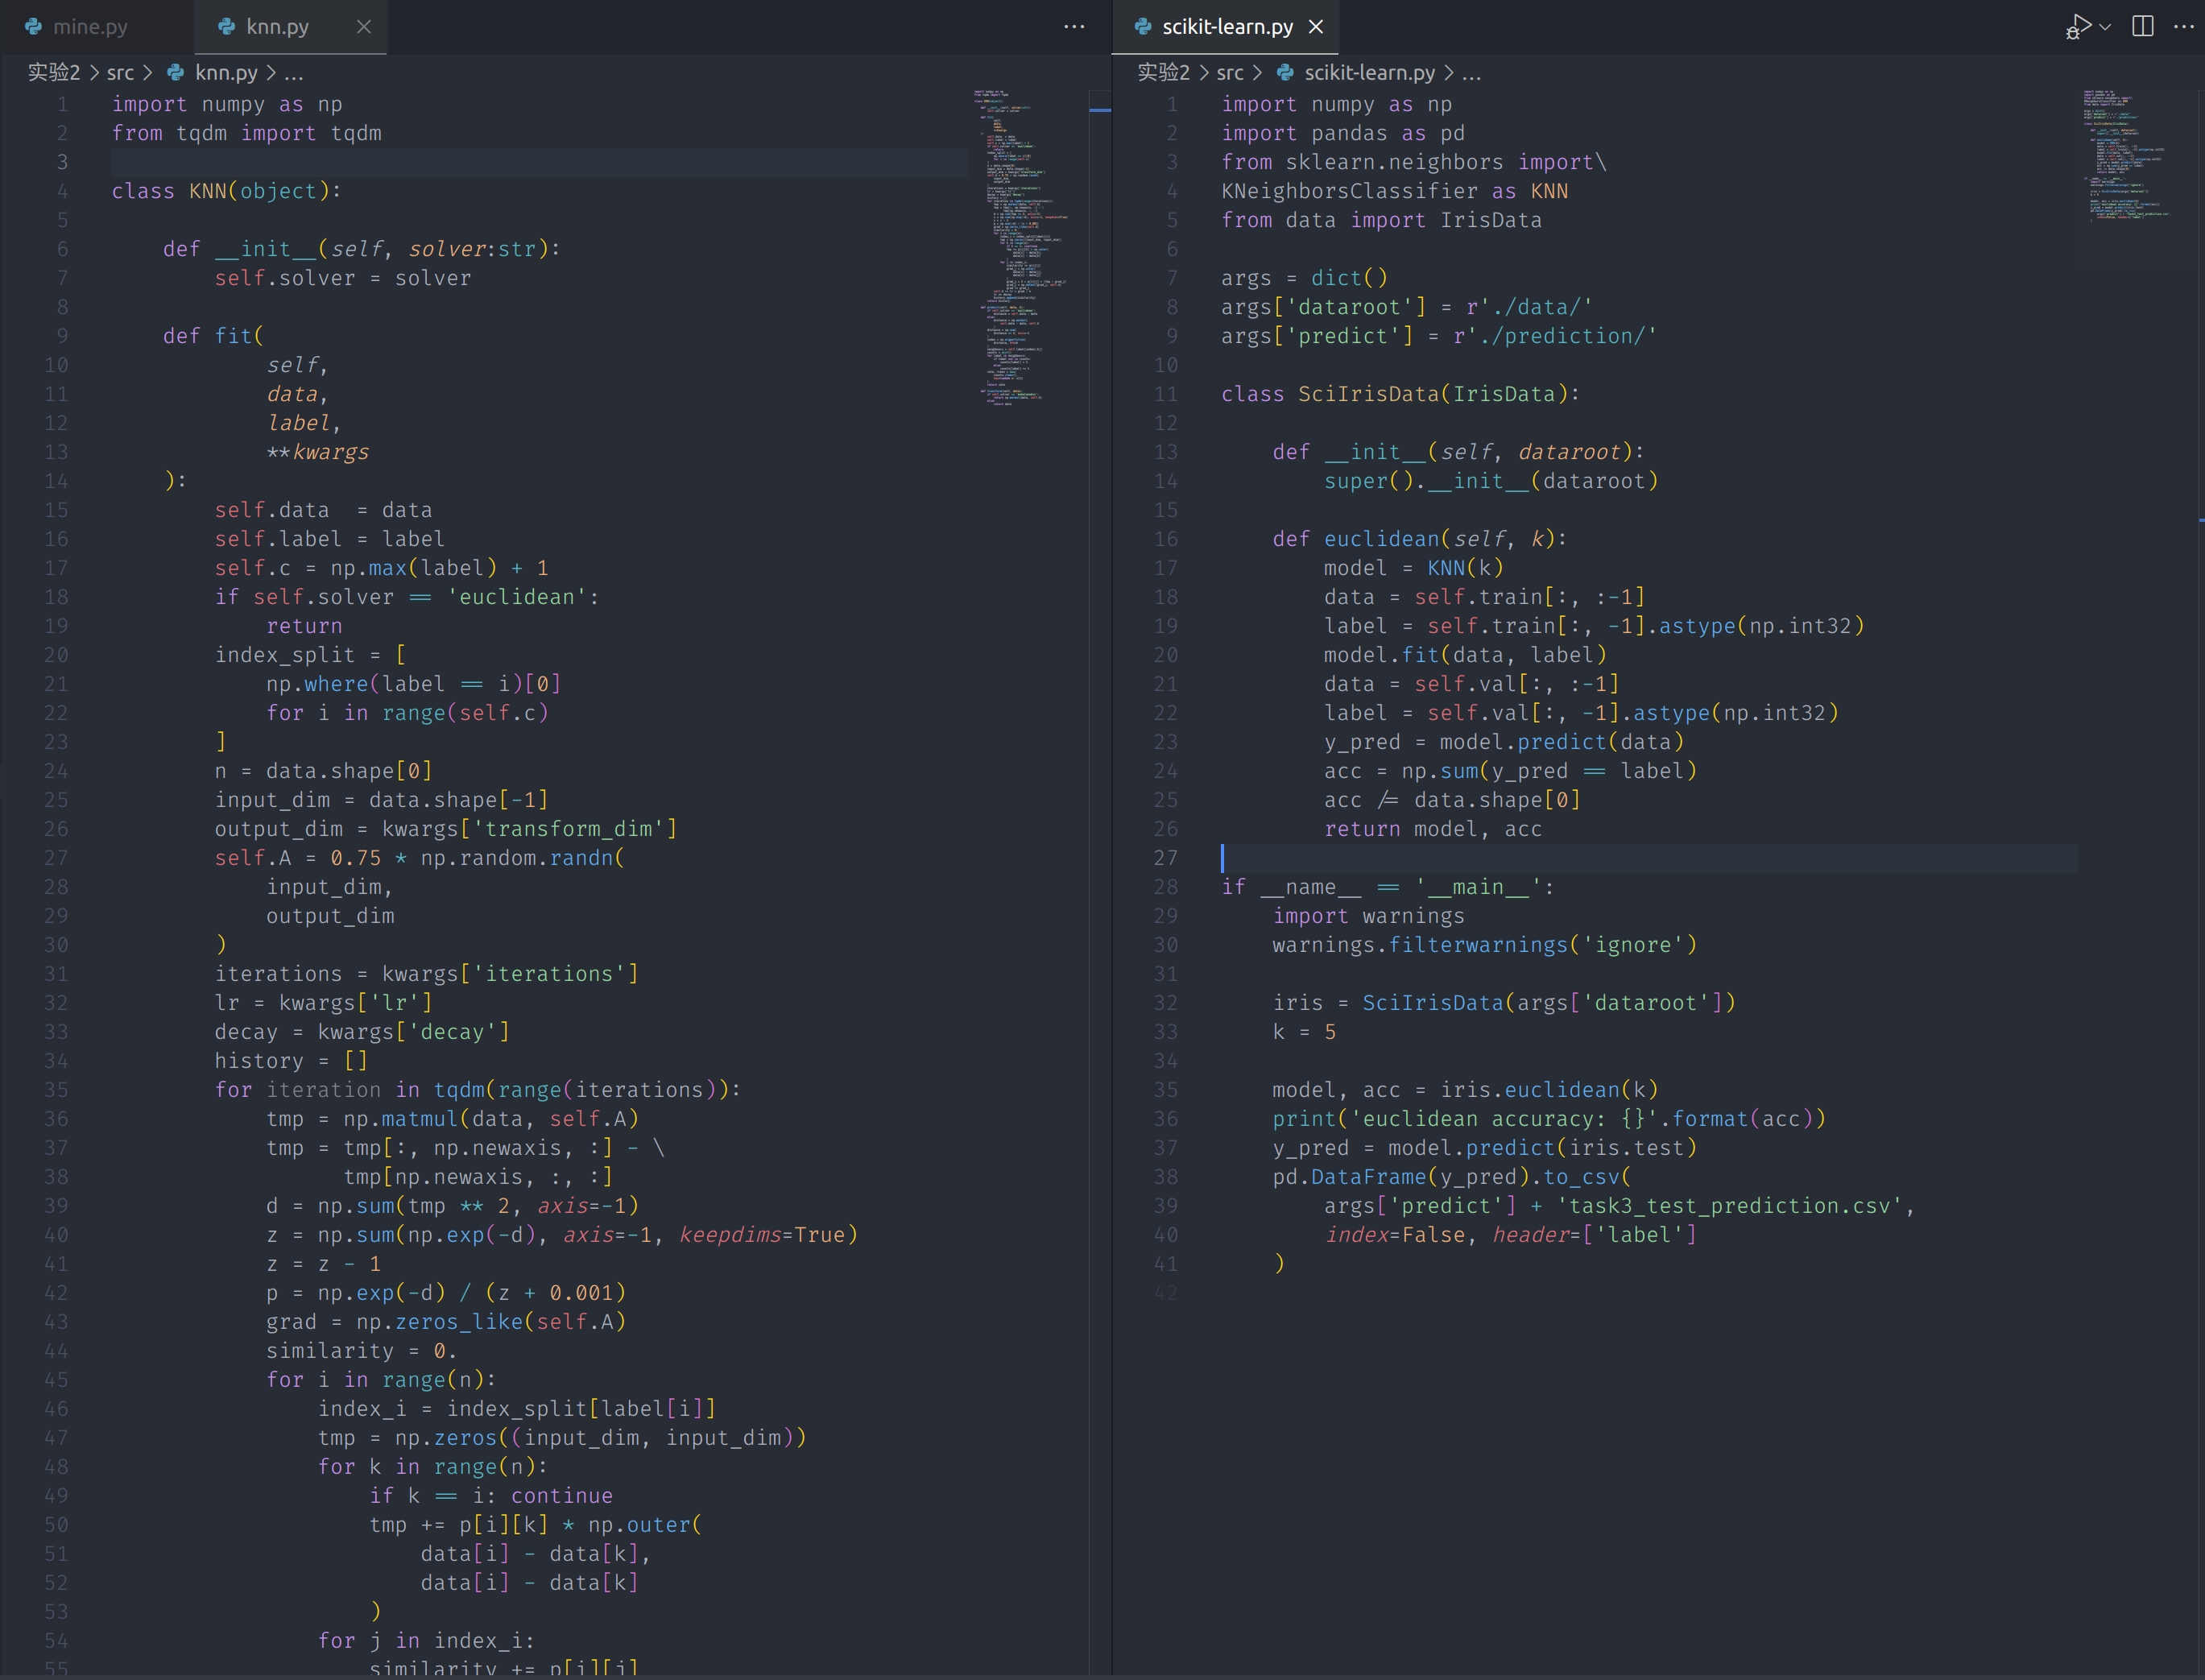 mine.py
knn.py
实验2 > src > knn.py > ...
1 import numpy as np
2 from tqdm import tqdm
3
4 class KNN(object):
5
6     def __init__(self, solver:str):
7         self.solver = solver
8
9     def fit(
10             self,
11             data,
12             label,
13             **kwargs
14     ):
15         self.data  = data
16         self.label = label
17         self.c = np.max(label) + 1
18         if self.solver == 'euclidean':
19             return
20         index_split = [
21             np.where(label == i)[0]
22             for i in range(self.c)
23         ]
24         n = data.shape[0]
25         input_dim = data.shape[-1]
26         output_dim = kwargs['transform_dim']
27         self.A = 0.75 * np.random.randn(
28             input_dim,
29             output_dim
30         )
31         iterations = kwargs['iterations']
32         lr = kwargs['lr']
33         decay = kwargs['decay']
34         history = []
35         for iteration in tqdm(range(iterations)):
36             tmp = np.matmul(data, self.A)
37             tmp = tmp[:, np.newaxis, :] - \
38                   tmp[np.newaxis, :, :]
39             d = np.sum(tmp ** 2, axis=-1)
40             z = np.sum(np.exp(-d), axis=-1, keepdims=True)
41             z = z - 1
42             p = np.exp(-d) / (z + 0.001)
43             grad = np.zeros_like(self.A)
44             similarity = 0.
45             for i in range(n):
46                 index_i = index_split[label[i]]
47                 tmp = np.zeros((input_dim, input_dim))
48                 for k in range(n):
49                     if k == i: continue
50                     tmp += p[i][k] * np.outer(
51                         data[i] - data[k],
52                         data[i] - data[k]
53                     )
54                 for j in index_i:
55                     similarity += p[i][j]
scikit-learn.py
实验2 > src > scikit-learn.py > ...
1 import numpy as np
2 import pandas as pd
3 from sklearn.neighbors import\
4 KNeighborsClassifier as KNN
5 from data import IrisData
6
7 args = dict()
8 args['dataroot'] = r'./data/'
9 args['predict'] = r'./prediction/'
10
11 class SciIrisData(IrisData):
12
13     def __init__(self, dataroot):
14         super().__init__(dataroot)
15
16     def euclidean(self, k):
17         model = KNN(k)
18         data = self.train[:, :-1]
19         label = self.train[:, -1].astype(np.int32)
20         model.fit(data, label)
21         data = self.val[:, :-1]
22         label = self.val[:, -1].astype(np.int32)
23         y_pred = model.predict(data)
24         acc = np.sum(y_pred == label)
25         acc /= data.shape[0]
26         return model, acc
27
28 if __name__ == '__main__':
29     import warnings
30     warnings.filterwarnings('ignore')
31
32     iris = SciIrisData(args['dataroot'])
33     k = 5
34
35     model, acc = iris.euclidean(k)
36     print('euclidean accuracy: {}'.format(acc))
37     y_pred = model.predict(iris.test)
38     pd.DataFrame(y_pred).to_csv(
39         args['predict'] + 'task3_test_prediction.csv',
40         index=False, header=['label']
41     )
42